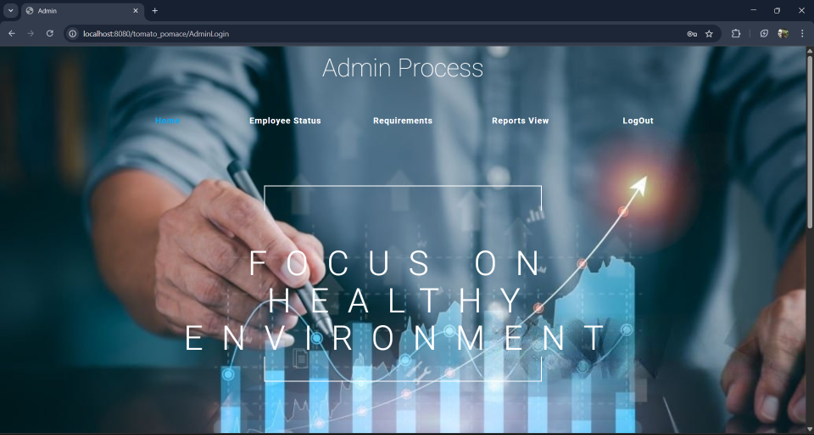 Admin
localhost:8080/tomato_pomace/AdminLogin
Admin Process
Home
Employee Status
Requirements
Reports View
LogOut
FOCUS ON
HEALTHY
ENVIRONMENT